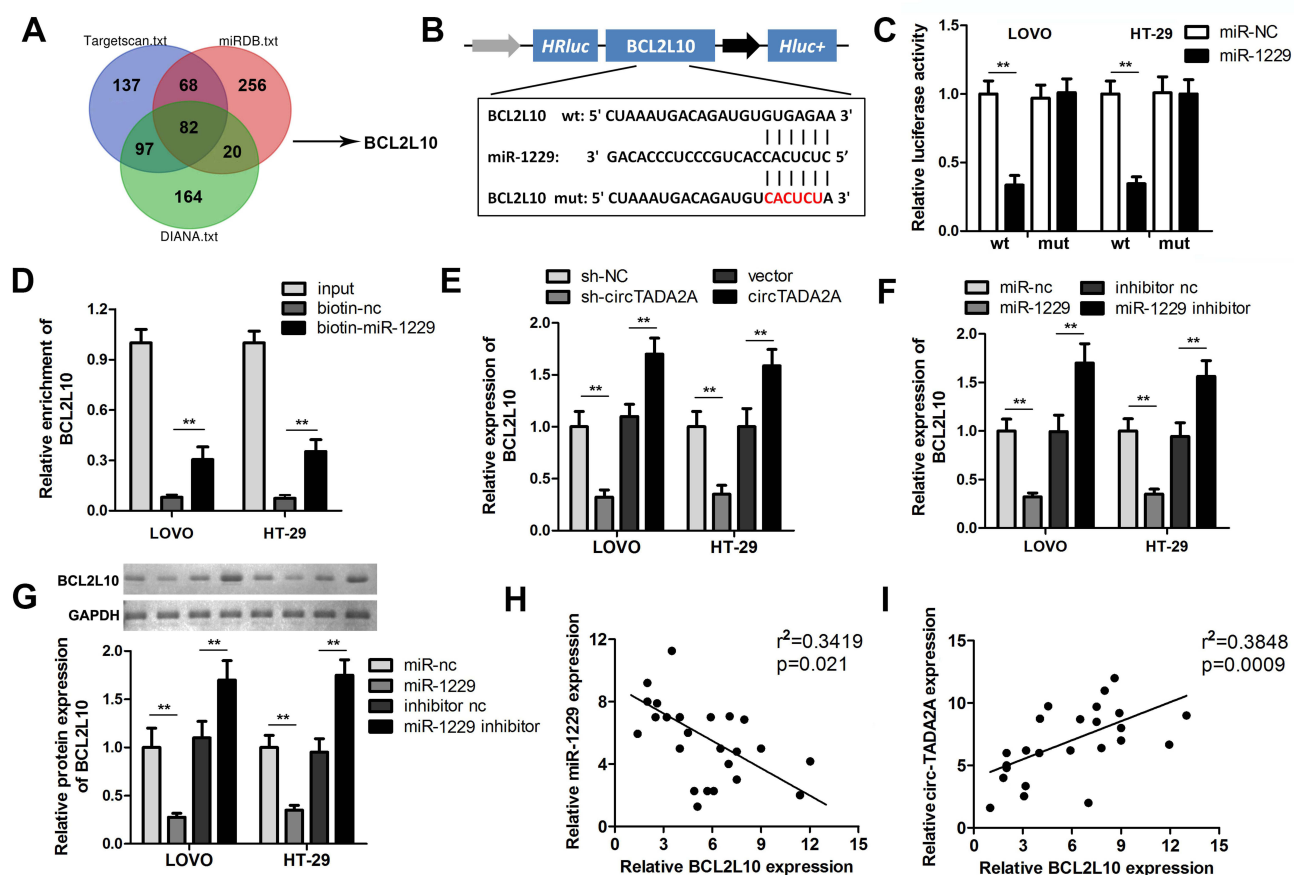 A
Targetscan.txt
miRDB.txt
137
68
256
82
97
20
164
DIANA.txt
BCL2L10
B
HRluc
BCL2L10
Hluc+
BCL2L10 wt: 5' CUAAAUGACAGAUGUGUGAGAA 3'
miR-1229: 3' GACACCCUCCCGUCACCACUCUC 5'
BCL2L10 mut: 5' CUAAAUGACAGAUGUCACUCUA 3'
C
Relative luciferase activity
1.5
1.0
0.5
0.0
LOVO
HT-29
miR-NC
miR-1229
**
**
wt
mut
wt
mut
D
Relative enrichment of
BCL2L10
1.2
0.9
0.6
0.3
0.0
input
biotin-nc
biotin-miR-1229
**
**
LOVO
HT-29
E
sh-NC
vector
sh-circTADA2A
circTADA2A
Relative expression of
BCL2L10
2.0
1.5
1.0
0.5
0.0
**
**
**
**
LOVO
HT-29
F
miR-nc
inhibitor nc
miR-1229
miR-1229 inhibitor
Relative expression of
BCL2L10
2.0
1.5
1.0
0.5
0.0
**
**
**
**
LOVO
HT-29
G
BCL2L10
GAPDH
Relative protein expression
of BCL2L10
2.0
1.5
1.0
0.5
0.0
**
**
**
**
LOVO
HT-29
miR-nc
miR-1229
inhibitor nc
miR-1229 inhibitor
H
Relative miR-1229 expression
12
8
4
0
r²=0.3419
p=0.021
0
3
6
9
12
15
Relative BCL2L10 expression
I
Relative circ-TADA2A expression
15
10
5
0
r²=0.3848
p=0.0009
0
3
6
9
12
15
Relative BCL2L10 expression